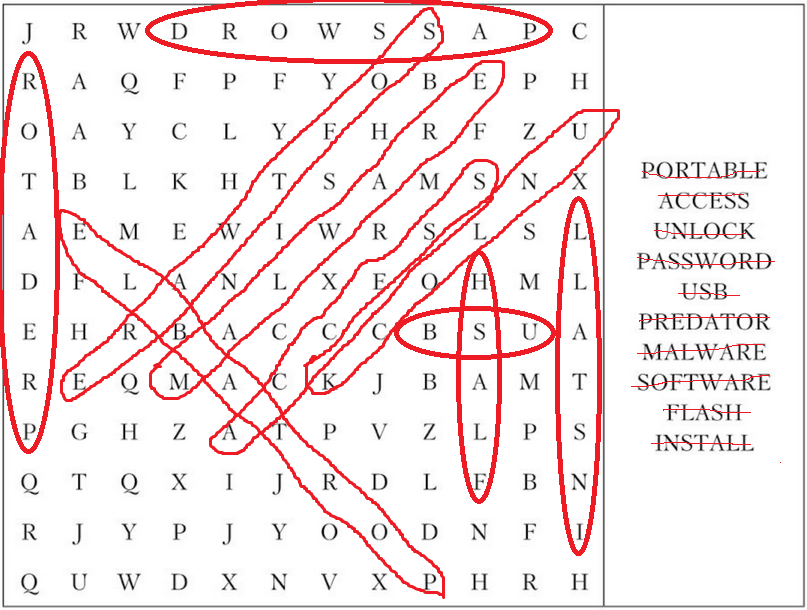 J R W D R O W S S A P C
R A Q F P F Y O B E P H
O A Y C L Y F H R F Z U
T B L K H T S A M S N X
A E M E W I W R S L S L
D F L A N L X E O H M L
E H R B A C C C B S U A
R E Q M A C K J B A M T
P G H Z A T P V Z L P S
Q T Q X I J R D L F B N
R J Y P J Y O O D N F I
Q U W D X N V X P H R H
PORTABLE
ACCESS
UNLOCK
PASSWORD
USB
PREDATOR
MALWARE
SOFTWARE
FLASH
INSTALL